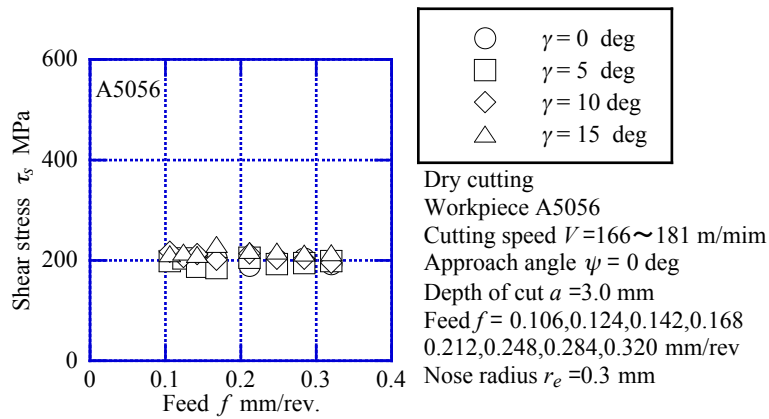 600
400
200
0
0
0.1
0.2
0.3
0.4
Shear stress τs MPa
Feed f mm/rev.
A5056
γ = 0 deg
γ = 5 deg
γ = 10 deg
γ = 15 deg
Dry cutting
Workpiece A5056
Cutting speed V =166～181 m/mim
Approach angle ψ = 0 deg
Depth of cut a =3.0 mm
Feed f = 0.106,0.124,0.142,0.168
0.212,0.248,0.284,0.320 mm/rev
Nose radius re =0.3 mm